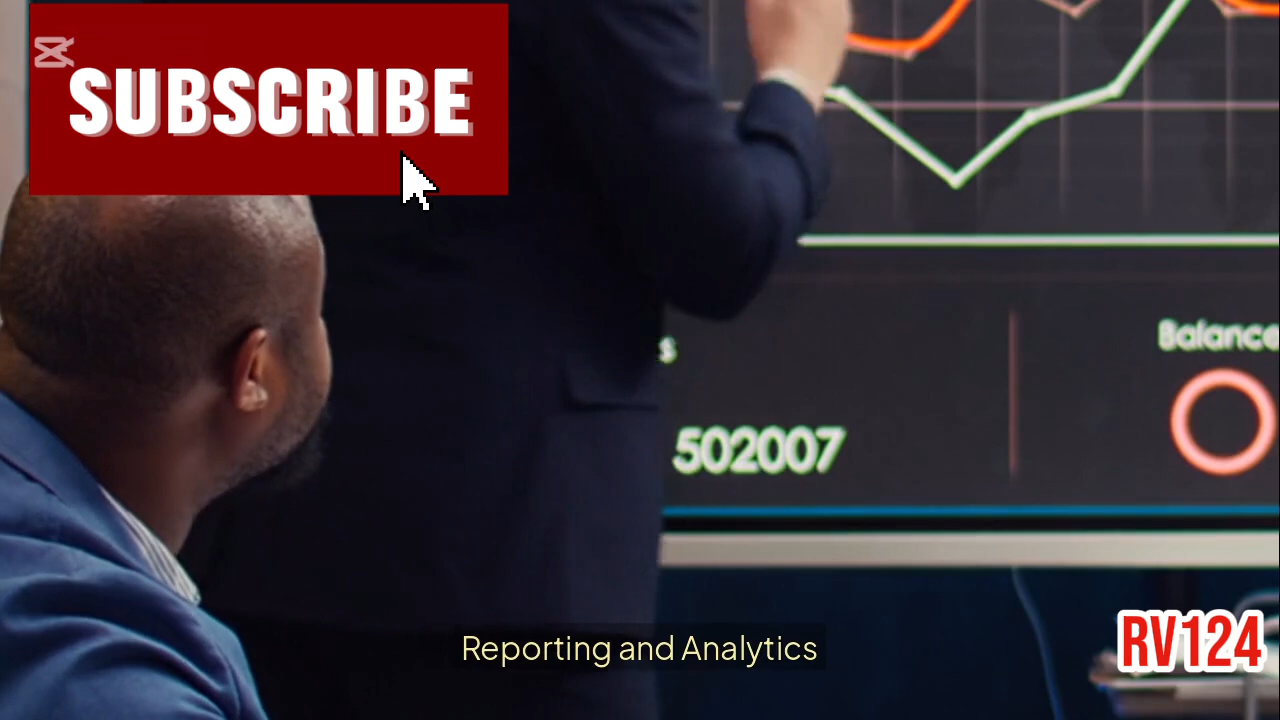 SUBSCRIBE
s
Balance
502007
Reporting and Analytics
RV124